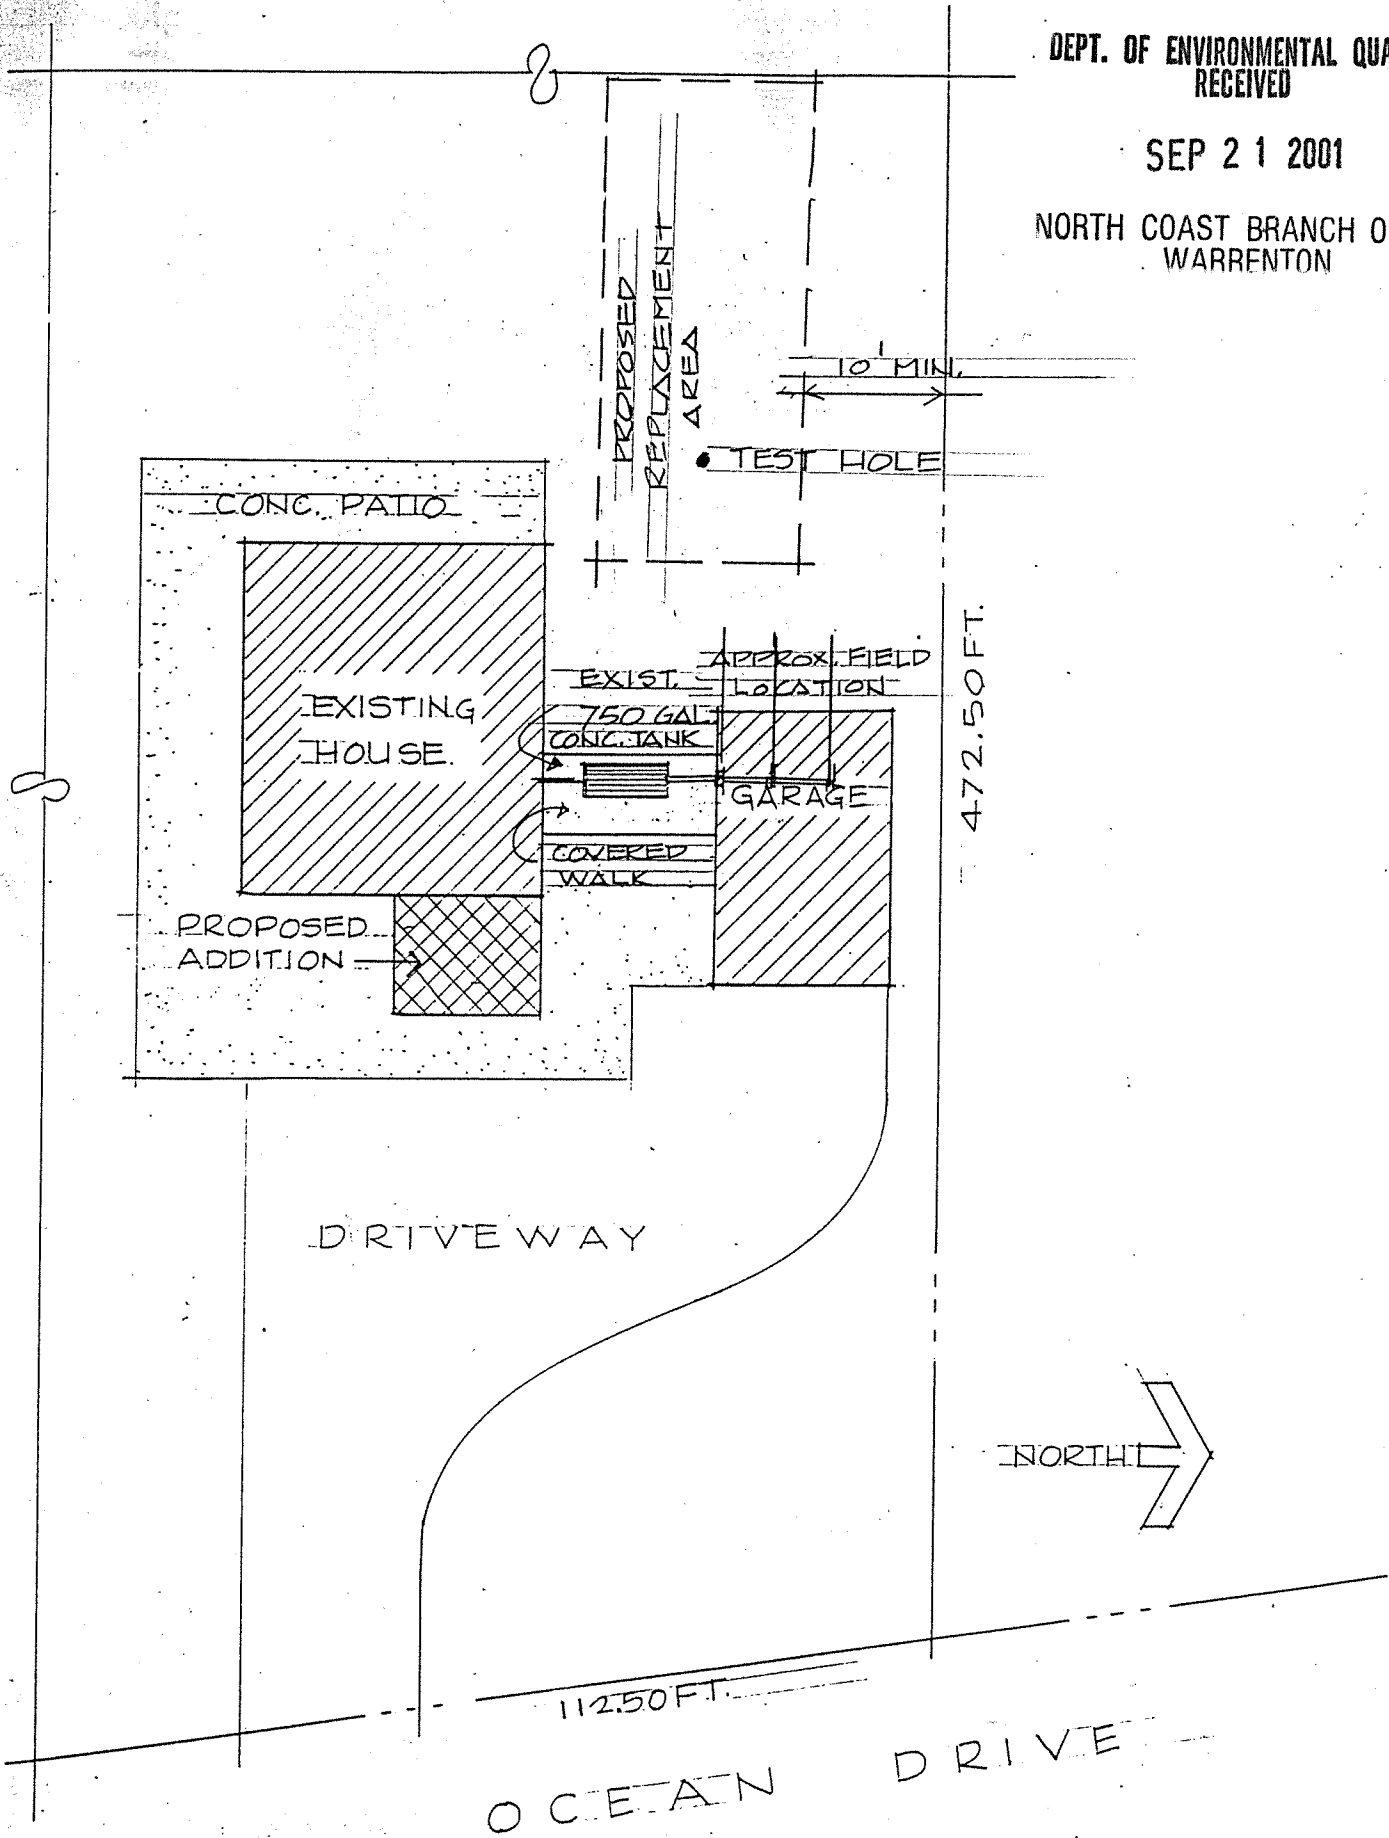 DEPT. OF ENVIRONMENTAL QUA
RECEIVED
SEP 21 2001
NORTH COAST BRANCH O
WARRENTON
PROPOSED
REPLACEMENT
AREA
10' MIN.
TEST HOLE
CONC. PATIO
EXISTING
HOUSE.
EXIST.
750 GAL.
CONC. TANK
APPROX. FIELD
LOCATION
GARAGE
472.50 FT.
COVERED
WALK
PROPOSED
ADDITION
DRIVEWAY
NORTH
112.50 FT.
OCEAN DRIVE